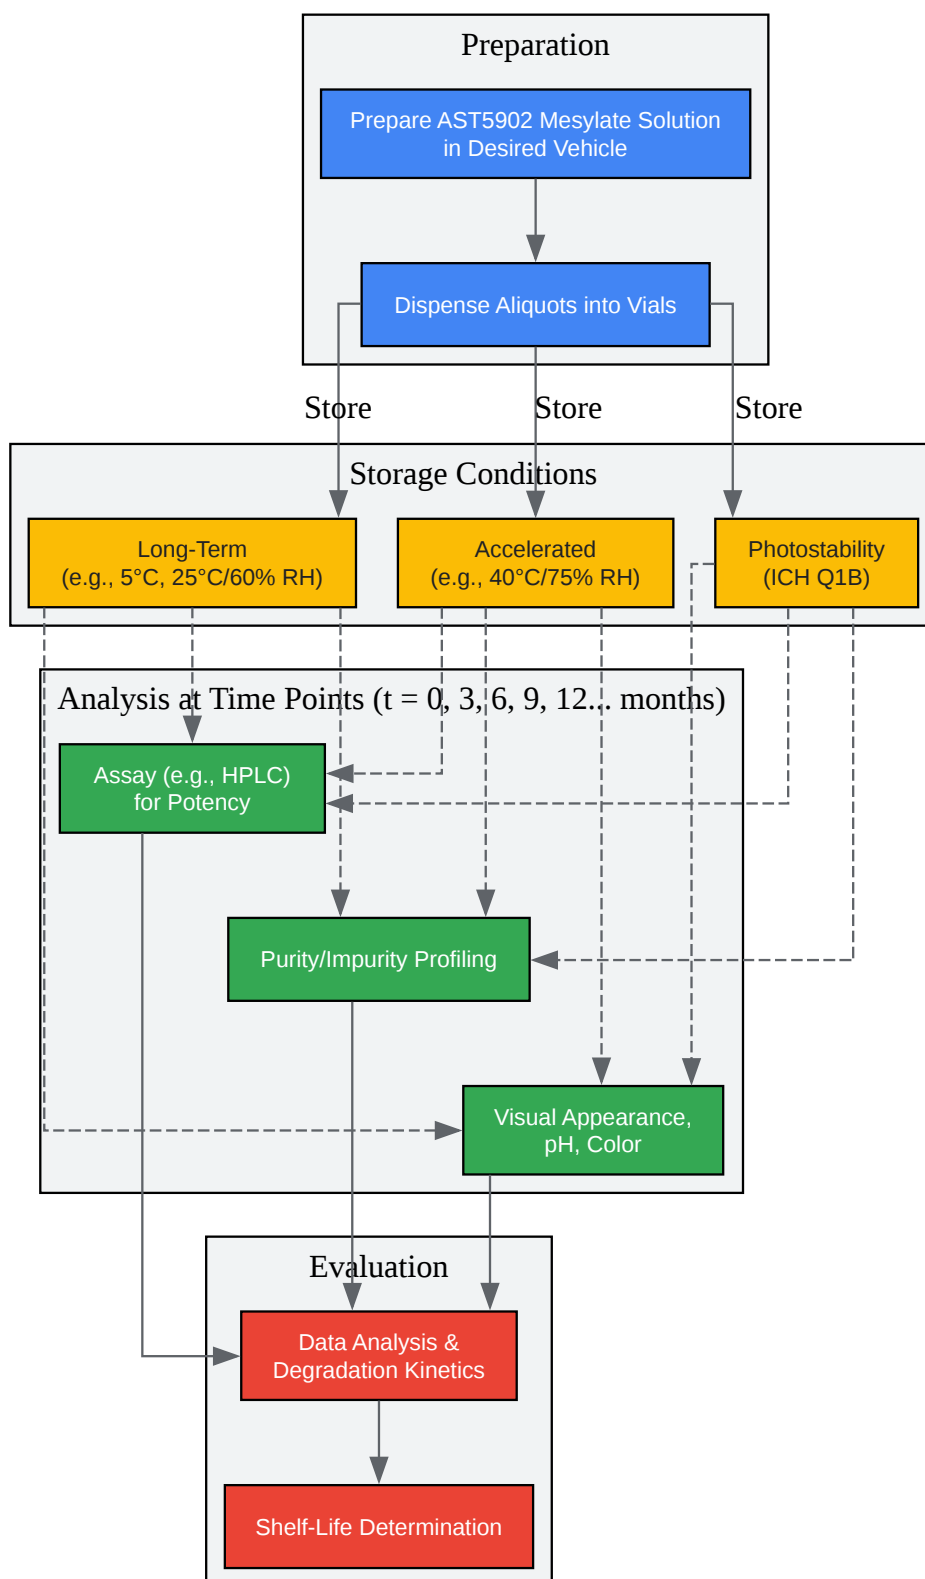 Preparation
Prepare AST5902 Mesylate Solution
in Desired Vehicle
Dispense Aliquots into Vials
Store
Store
Store
Storage Conditions
Long-Term
(e.g., 5°C, 25°C/60% RH)
Accelerated
(e.g., 40°C/75% RH)
Photostability
(ICH Q1B)
Analysis at Time Points (t = 0, 3, 6, 9, 12... months)
Assay (e.g., HPLC)
for Potency
Purity/Impurity Profiling
Visual Appearance,
pH, Color
Evaluation
Data Analysis &
Degradation Kinetics
Shelf-Life Determination